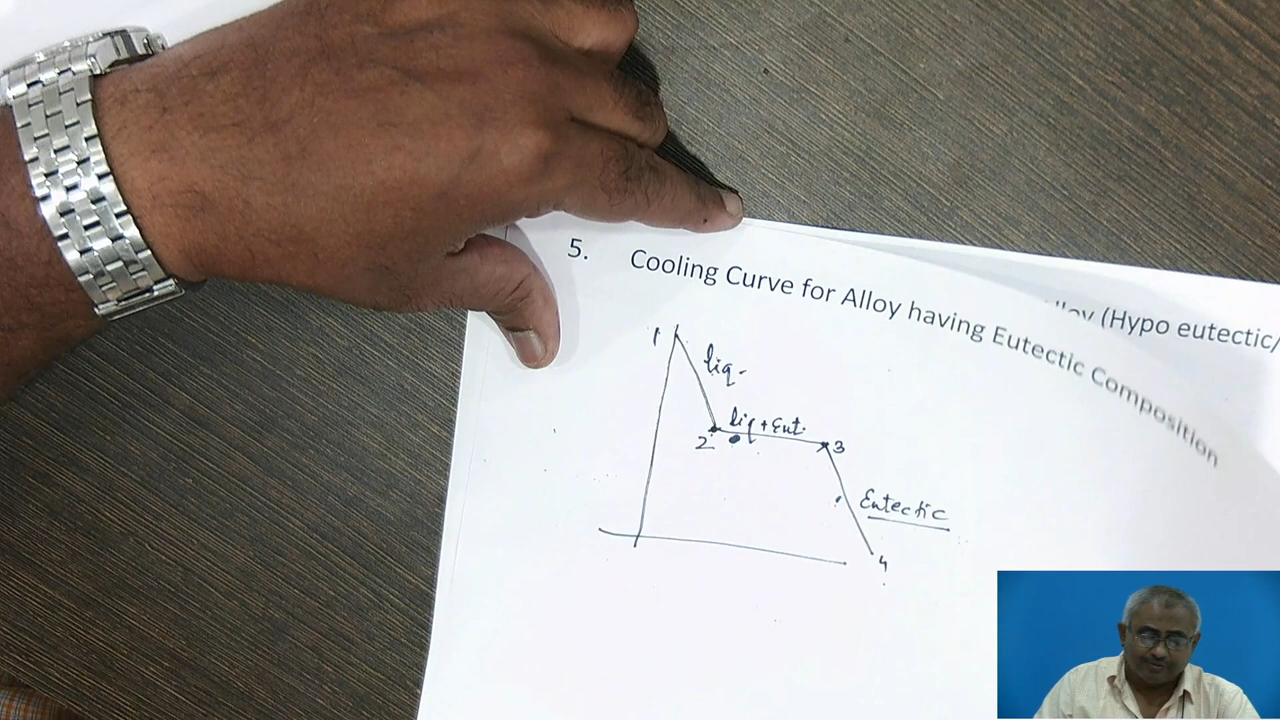 5. Cooling Curve for Alloy having Eutectic Composition
(Hypo eutectic/
1
liq.
liq + Eut.
2
3
Eutectic
4